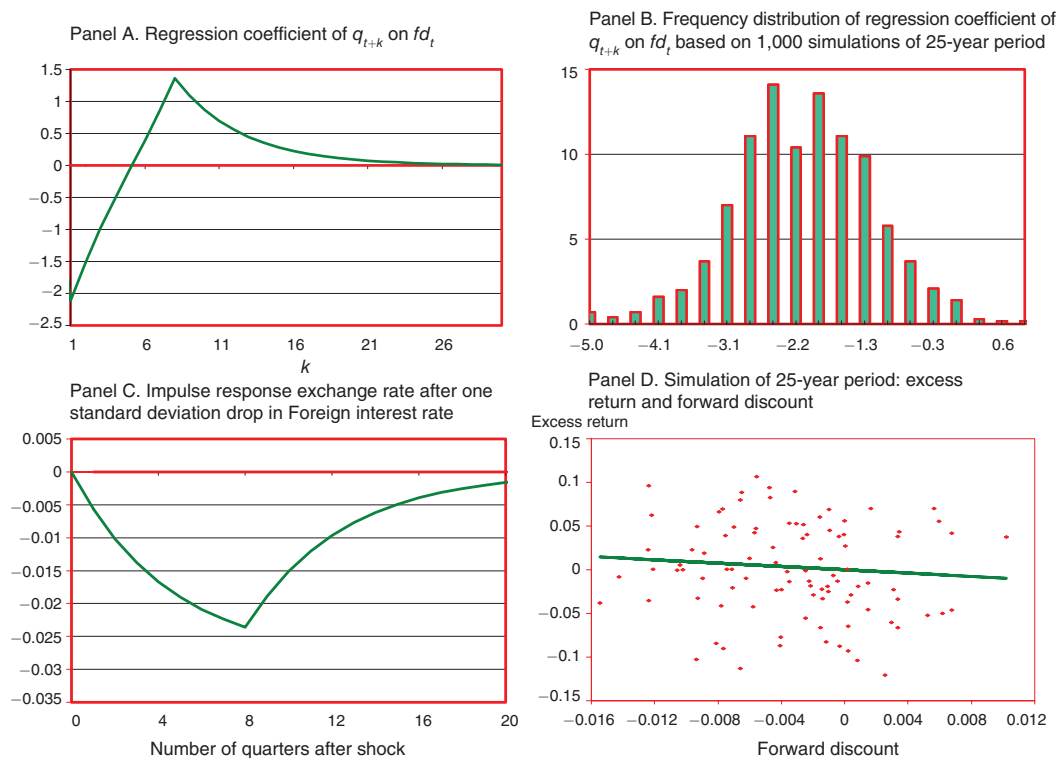 Panel A. Regression coefficient of qt+k on fdt
1.5
1
0.5
0
−0.5
−1
−1.5
−2
−2.5
1 6 11 16 21 26
k
Panel B. Frequency distribution of regression coefficient of
qt+k on fdt based on 1,000 simulations of 25-year period
15
10
5
0
−5.0 −4.1 −3.1 −2.2 −1.3 −0.3 0.6
Panel C. Impulse response exchange rate after one
standard deviation drop in Foreign interest rate
0.005
0
−0.005
−0.01
−0.015
−0.02
−0.025
−0.03
−0.035
0 4 8 12 16 20
Number of quarters after shock
Panel D. Simulation of 25-year period: excess
return and forward discount
Excess return
0.15
0.1
0.05
0
−0.05
−0.1
−0.15
−0.016 −0.012 −0.008 −0.004 0 0.004 0.008 0.012
Forward discount